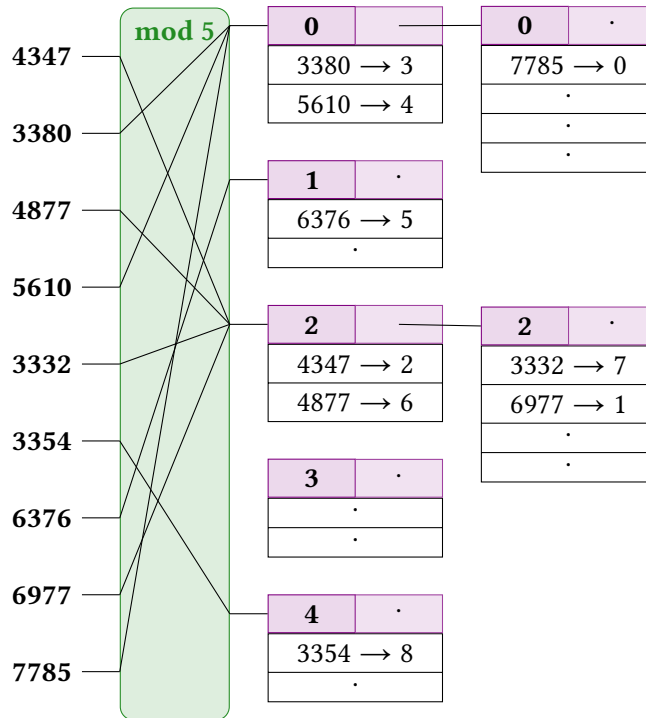 mod 5
4347
3380
4877
5610
3332
3354
6376
6977
7785
0 ·
3380 → 3
5610 → 4
1 ·
6376 → 5
·
2
4347 → 2
4877 → 6
3 ·
·
·
4 ·
3354 → 8
·
0 ·
7785 → 0
·
·
·
2 ·
3332 → 7
6977 → 1
·
·